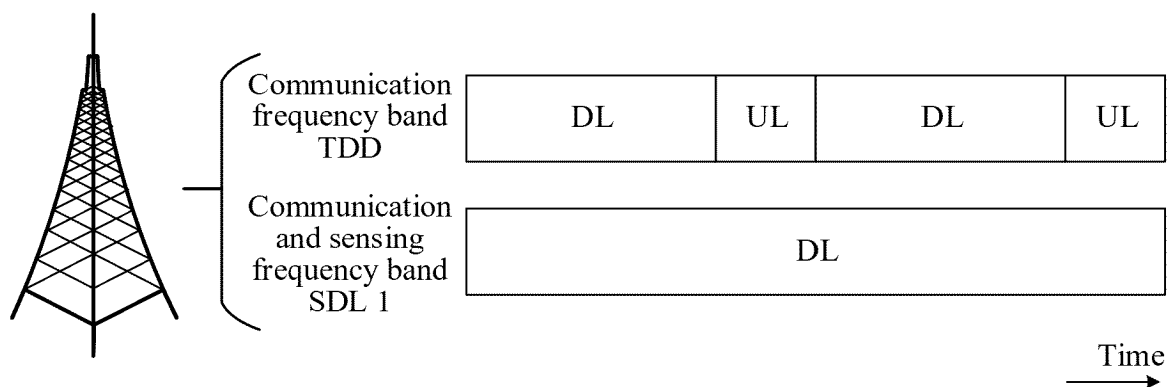 Communication
frequency band
TDD
DL
UL
DL
UL
Communication
and sensing
frequency band
SDL 1
DL
Time